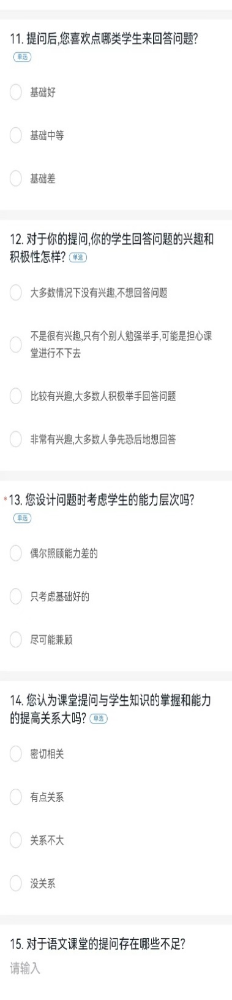 11. 提问后,您喜欢点哪类学生来回答问题?
单选
基础好
基础中等
基础差
12. 对于你的提问,你的学生回答问题的兴趣和
积极性怎样? 单选
大多数情况下没有兴趣,不想回答问题
不是很有兴趣,只有个别人勉强举手,可能是担心课
堂进行不下去
比较有兴趣,大多数人积极举手回答问题
非常有兴趣,大多数人争先恐后地想回答
*13. 您设计问题时考虑学生的能力层次吗?
单选
偶尔照顾能力差的
只考虑基础好的
尽可能兼顾
14. 您认为课堂提问与学生知识的掌握和能力
的提高关系大吗? 单选
密切相关
有点关系
关系不大
没关系
15. 对于语文课堂的提问存在哪些不足?
请输入